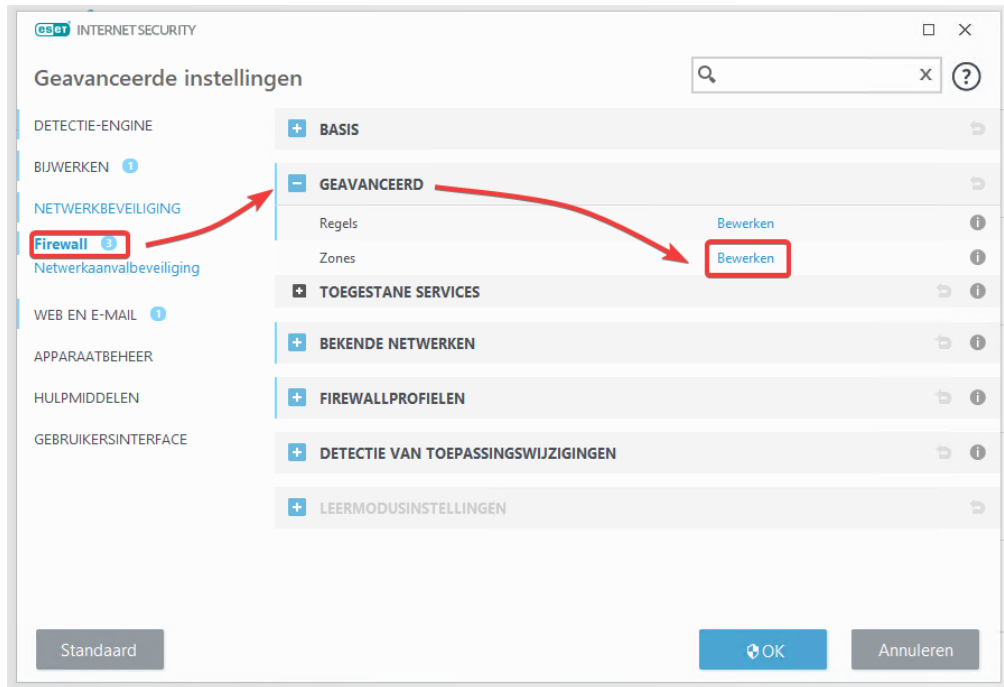 eset INTERNET SECURITY
Geavanceerde instellingen
DETECTIE-ENGINE
BIJWERKEN 1
NETWERKBEVEILIGING
Firewall 3
Netwerkaanvalbeveiliging
WEB EN E-MAIL 1
APPARAATBEHEER
HULPMIDDELEN
GEBRUIKERSINTERFACE
BASIS
GEAVANCEERD
Regels Bewerken
Zones Bewerken
TOEGESTANE SERVICES
BEKENDE NETWERKEN
FIREWALLPROFIELEN
DETECTIE VAN TOEPASSINGSWIJZIGINGEN
LEERMODUSINSTELLINGEN
Standaard OK Annuleren